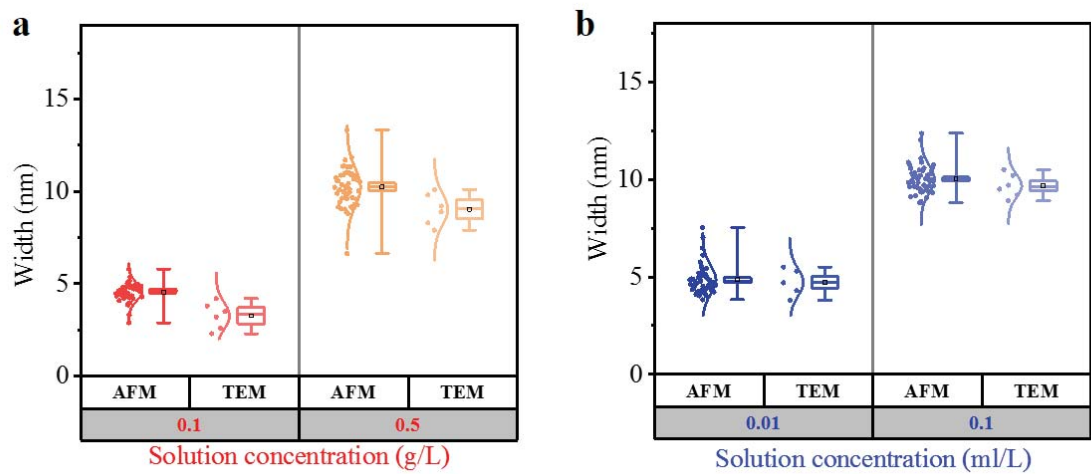 a
Width (nm)
15
10
5
0
AFM TEM AFM TEM
0.1 0.5
Solution concentration (g/L)
b
Width (nm)
15
10
5
0
AFM TEM AFM TEM
0.01 0.1
Solution concentration (ml/L)